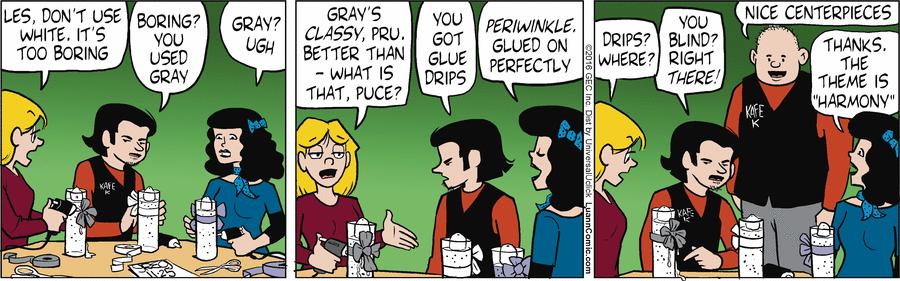 LES, DON'T USE
WHITE. IT'S
TOO BORING
BORING?
YOU
USED
GRAY
GRAY?
UGH
KAFE
K
GRAY'S
CLASSY, PRU.
BETTER THAN
- WHAT IS
THAT, PUCE?
YOU
GOT
GLUE
DRIPS
PERIWINKLE.
GLUED ON
PERFECTLY
©2016 GEC Inc. Dist by Universal Uclick LuannComic.com
DRIPS?
WHERE?
YOU
BLIND?
RIGHT
THERE!
KAFE
K
NICE CENTERPIECES
KAFE
K
THANKS.
THE
THEME IS
"HARMONY"